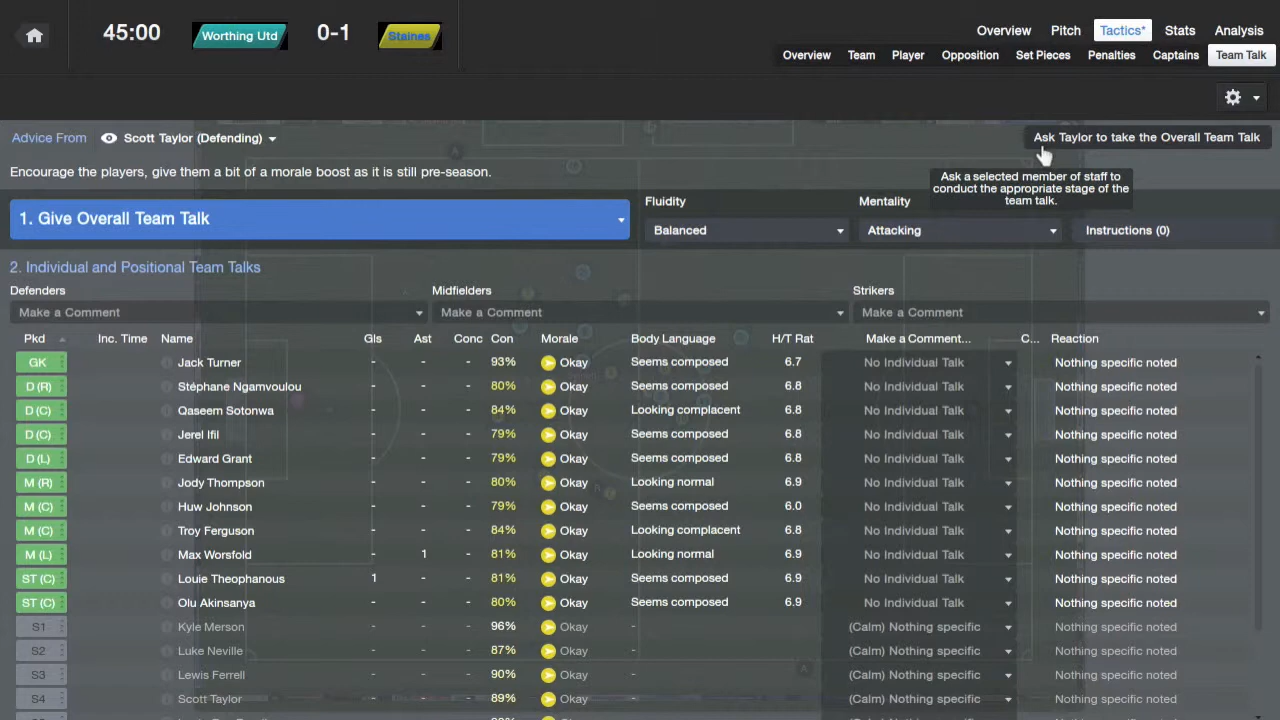 45:00 Worthing Utd 0-1 Staines
Overview Pitch Tactics* Stats Analysis
Overview Team Player Opposition Set Pieces Penalties Captains Team Talk
Advice From Scott Taylor (Defending)
Ask Taylor to take the Overall Team Talk
Encourage the players, give them a bit of a morale boost as it is still pre-season.
Ask a selected member of staff to
conduct the appropriate stage of the
team talk.
1. Give Overall Team Talk
Fluidity Mentality
Balanced Attacking Instructions (0)
2. Individual and Positional Team Talks
Defenders Midfielders Strikers
Make a Comment Make a Comment Make a Comment
Pkd Inc. Time Name Gls Ast Conc Con Morale Body Language H/T Rat Make a Comment... C... Reaction
GK Jack Turner - - - 93% Okay Seems composed 6.7 No Individual Talk Nothing specific noted
D (R) Stéphane Ngamvoulou - - - 80% Okay Seems composed 6.8 No Individual Talk Nothing specific noted
D (C) Qaseem Sotonwa - - - 84% Okay Looking complacent 6.8 No Individual Talk Nothing specific noted
D (C) Jerel Ifil - - - 79% Okay Seems composed 6.8 No Individual Talk Nothing specific noted
D (L) Edward Grant - - - 79% Okay Seems composed 6.8 No Individual Talk Nothing specific noted
M (R) Jody Thompson - - - 80% Okay Looking normal 6.9 No Individual Talk Nothing specific noted
M (C) Huw Johnson - - - 79% Okay Seems composed 6.0 No Individual Talk Nothing specific noted
M (C) Troy Ferguson - - - 84% Okay Looking complacent 6.8 No Individual Talk Nothing specific noted
M (L) Max Worsfold - 1 - 81% Okay Looking normal 6.9 No Individual Talk Nothing specific noted
ST (C) Louie Theophanous 1 - - 81% Okay Seems composed 6.9 No Individual Talk Nothing specific noted
ST (C) Olu Akinsanya - - - 80% Okay Seems composed 6.9 No Individual Talk Nothing specific noted
S1 Kyle Merson - - - 96% Okay - (Calm) Nothing specific Nothing specific noted
S2 Luke Neville - - - 87% Okay - (Calm) Nothing specific Nothing specific noted
S3 Lewis Ferrell - - - 90% Okay - (Calm) Nothing specific Nothing specific noted
S4 Scott Taylor - - - 89% Okay - (Calm) Nothing specific Nothing specific noted